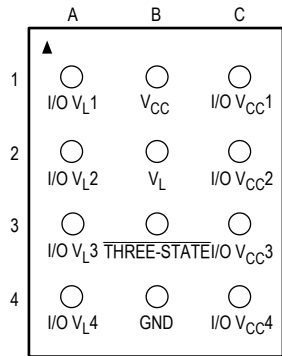 A B C
1
I/O VL1 VCC I/O VCC1
2
I/O VL2 VL I/O VCC2
3
I/O VL3 THREE-STATE I/O VCC3
4
I/O VL4 GND I/O VCC4